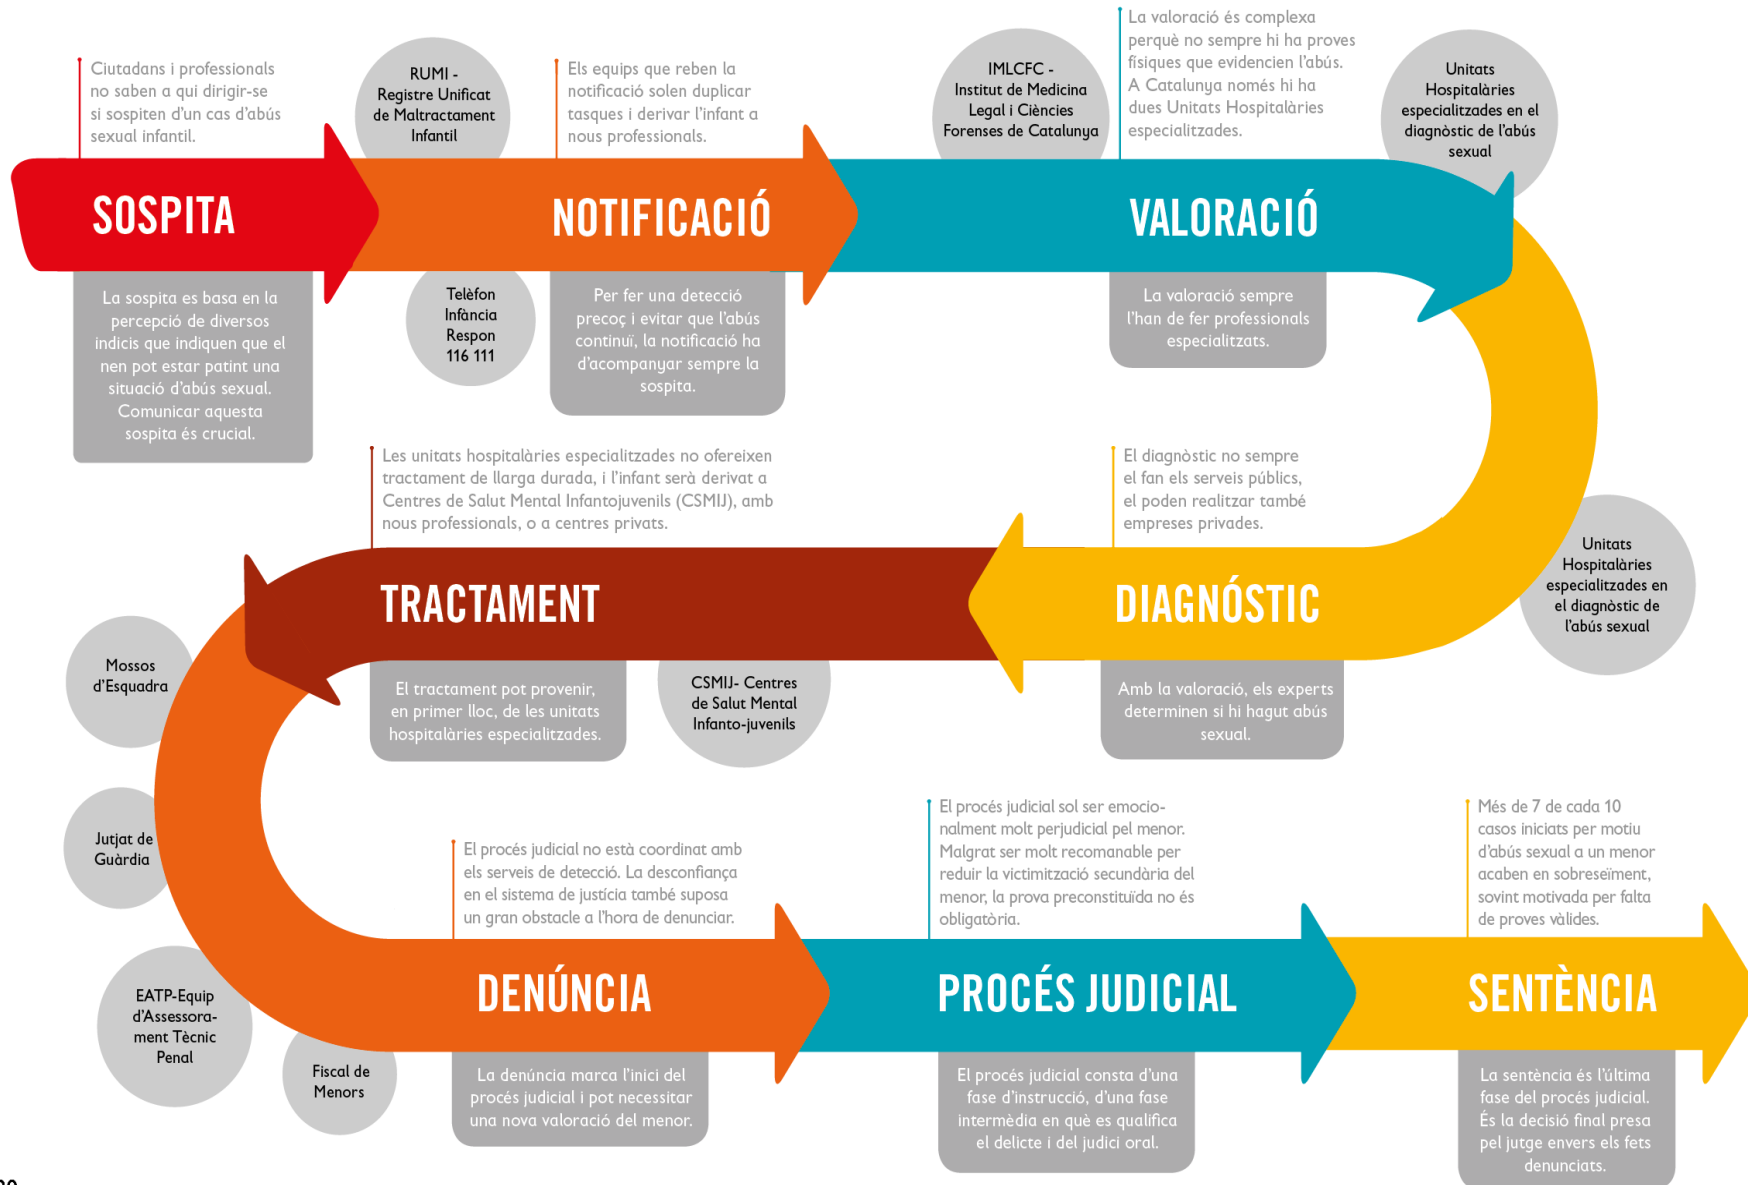 Ciutadans i professionals
no saben a qui dirigir-se
si sospiten d'un cas d'abús
sexual infantil.
RUMI -
Registre Unificat
de Maltractament
Infantil
Els equips que reben la
notificació solen duplicar
tasques i derivar l'infant a
nous professionals.
IMLCFC -
Institut de Medicina
Legal i Ciències
Forenses de Catalunya
La valoració és complexa
perquè no sempre hi ha proves
físiques que evidencien l'abús.
A Catalunya només hi ha
dues Unitats Hospitalàries
especialitzades.
Unitats
Hospitalàries
especialitzades en el
diagnòstic de l'abús
sexual
SOSPITA
NOTIFICACIÓ
VALORACIÓ
La sospita es basa en la
percepció de diversos
indicis que indiquen que el
nen pot estar patint una
situació d'abús sexual.
Comunicar aquesta
sospita és crucial.
Telèfon
Infància
Respon
116 111
Per fer una detecció
precoç i evitar que l'abús
continuï, la notificació ha
d'acompanyar sempre la
sospita.
La valoració sempre
l'han de fer professionals
especialitzats.
Les unitats hospitalàries especialitzades no ofereixen
tractament de llarga durada, i l'infant serà derivat a
Centres de Salut Mental Infantojuvenils (CSMIJ), amb
nous professionals, o a centres privats.
El diagnòstic no sempre
el fan els serveis públics,
el poden realitzar també
empreses privades.
Unitats
Hospitalàries
especialitzades en
el diagnòstic de
l'abús sexual
TRACTAMENT
DIAGNÓSTIC
Mossos
d'Esquadra
El tractament pot provenir,
en primer lloc, de les unitats
hospitalàries especialitzades.
CSMIJ- Centres
de Salut Mental
Infanto-juvenils
Amb la valoració, els experts
determinen si hi hagut abús
sexual.
Jutjat de
Guàrdia
El procés judicial no està coordinat amb
els serveis de detecció. La desconfiança
en el sistema de justícia també suposa
un gran obstacle a l'hora de denunciar.
El procés judicial sol ser emocio-
nalment molt perjudicial pel menor.
Malgrat ser molt recomanable per
reduir la victimització secundària del
menor, la prova preconstituïda no és
obligatòria.
Més de 7 de cada 10
casos iniciats per motiu
d'abús sexual a un menor
acaben en sobreseïment,
sovint motivada per falta
de proves vàlides.
DENÚNCIA
PROCÉS JUDICIAL
SENTÈNCIA
EATP-Equip
d'Assessora-
ment Tècnic
Penal
Fiscal de
Menors
La denúncia marca l'inici del
procés judicial i pot necessitar
una nova valoració del menor.
El procés judicial consta d'una
fase d'instrucció, d'una fase
intermèdia en què es qualifica
el delicte i del judici oral.
La sentència és l'última
fase del procés judicial.
És la decisió final presa
pel jutge envers els fets
denunciats.